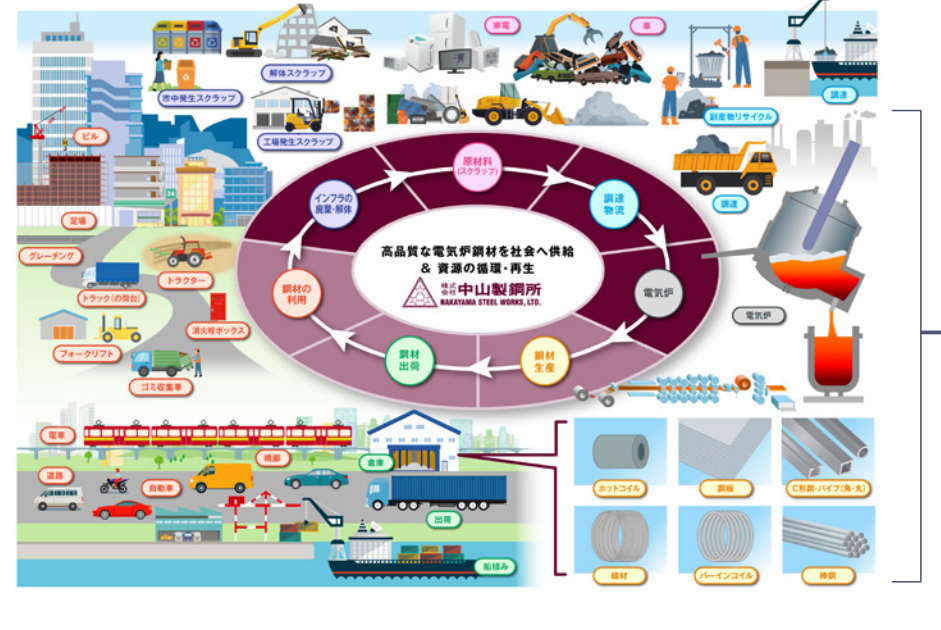 家電
車
解体スクラップ
市中発生スクラップ
工場発生スクラップ
調達
副産物リサイクル
調達
ビル
足場
グレーチング
トラクター
トラック(の荷台)
消火栓ボックス
フォークリフト
ゴミ収集車
原材料
(スクラップ)
インフラの
廃棄・解体
調達
物流
高品質な電気炉鋼材を社会へ供給
& 資源の循環・再生
株式
会社 中山製鋼所
NAKAYAMA STEEL WORKS, LTD.
鋼材の
利用
電気炉
電気炉
鋼材
出荷
鋼材
生産
電車
橋脚
倉庫
道路
自動車
出荷
船積み
ホットコイル
鋼板
C形鋼・パイプ(角・丸)
線材
バーインコイル
棒鋼